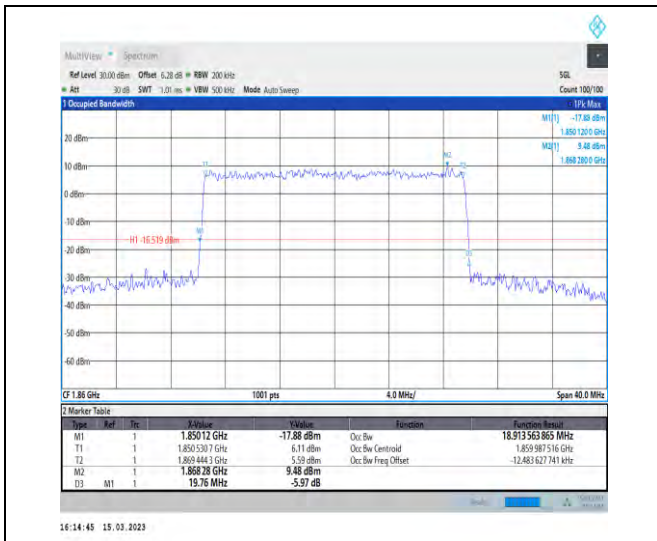 MultiView Spectrum
Ref Level 30.00 dBm Offset 6.28 dB RBW 200 kHz SGL
Att 30 dB SWT 1.01 ms VBW 500 kHz Mode Auto Sweep Count 100/100
1 Occupied Bandwidth 1Pk Max
M1[1] -17.88 dBm
1.850 120 0 GHz
M2[1] 9.48 dBm
1.868 280 0 GHz
20 dBm
M2
10 dBm
0 dBm
-10 dBm
M1
H1 -16.519 dBm
-20 dBm
D3
-30 dBm
-40 dBm
-50 dBm
-60 dBm
CF 1.86 GHz 1001 pts 4.0 MHz/ Span 40.0 MHz
2 Marker Table
Type Ref Trc X-Value Y-Value Function Function Result
M1 1 1.85012 GHz -17.88 dBm Occ Bw 18.913 563 865 MHz
T1 1 1.850 530 7 GHz 6.11 dBm Occ Bw Centroid 1.859 987 516 GHz
T2 1 1.869 444 3 GHz 5.59 dBm Occ Bw Freq Offset -12.483 627 741 kHz
M2 1 1.868 28 GHz 9.48 dBm
D3 M1 1 19.76 MHz -5.97 dB
16:14:45 15.03.2023